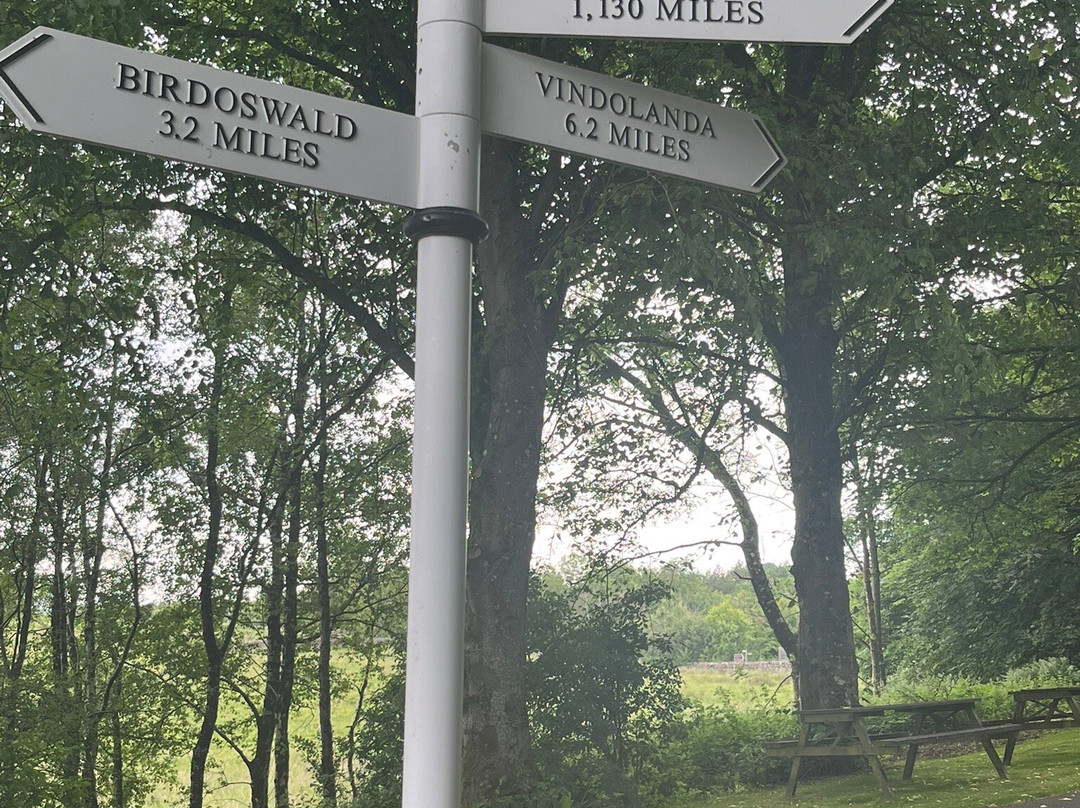 1,130 MILES
BIRDOSWALD
3.2 MILES
VINDOLANDA
6.2 MILES